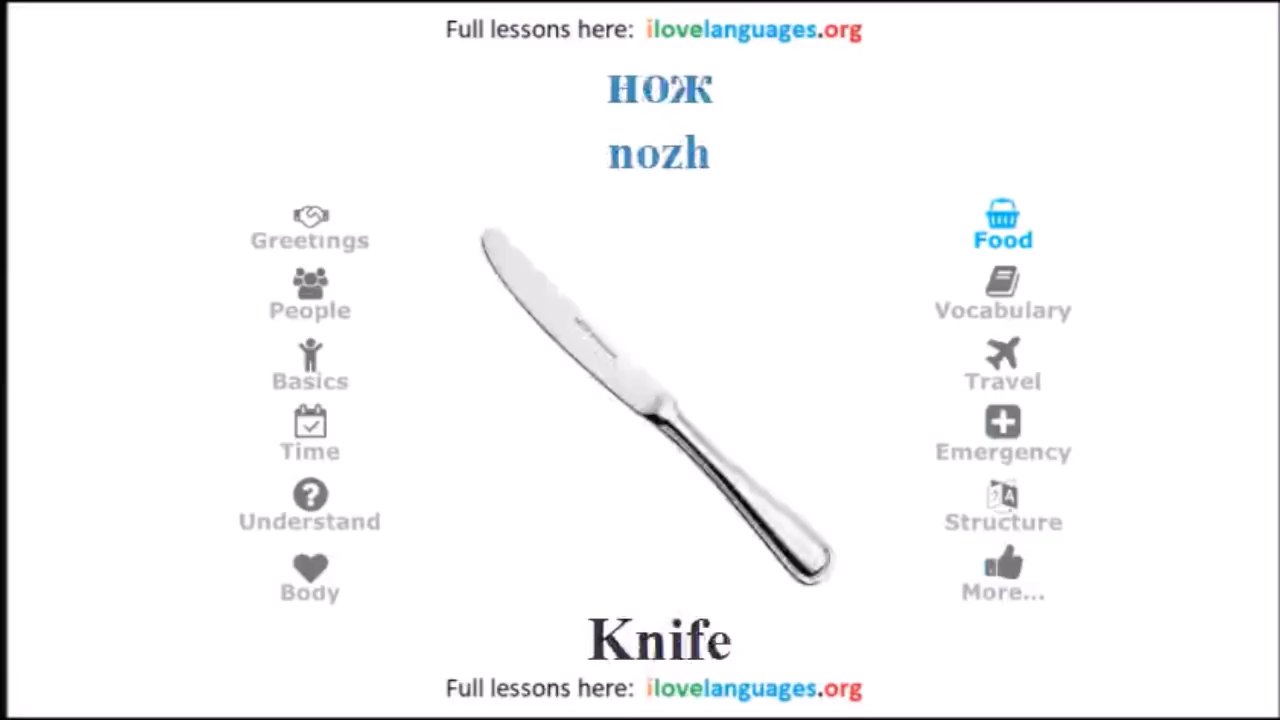 Full lessons here: ilovelanguages.org
нож
nozh
Greetings
Food
People
Vocabulary
Basics
Travel
Time
Emergency
Understand
Structure
Body
More...
Knife
Full lessons here: ilovelanguages.org